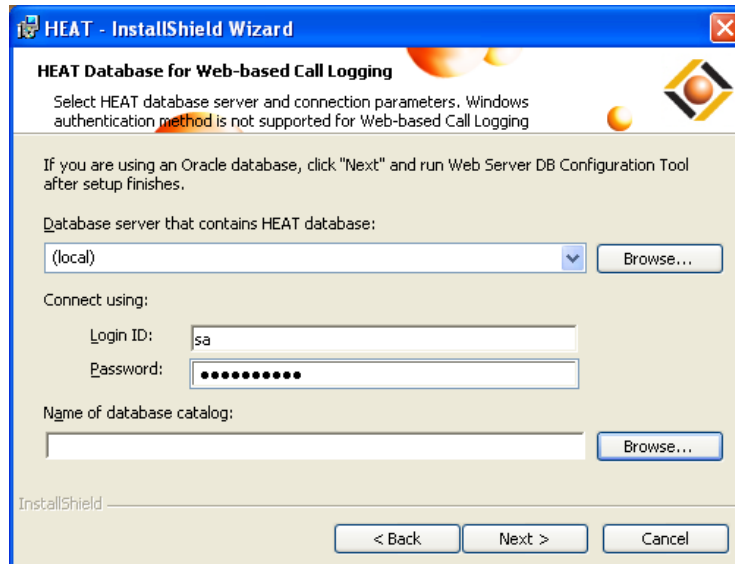 HEAT - InstallShield Wizard
HEAT Database for Web-based Call Logging
Select HEAT database server and connection parameters. Windows
authentication method is not supported for Web-based Call Logging
If you are using an Oracle database, click "Next" and run Web Server DB Configuration Tool
after setup finishes.
Database server that contains HEAT database:
(local)
Browse...
Connect using:
Login ID:
sa
Password:
●●●●●●●●●●
Name of database catalog:
Browse...
InstallShield
< Back
Next >
Cancel